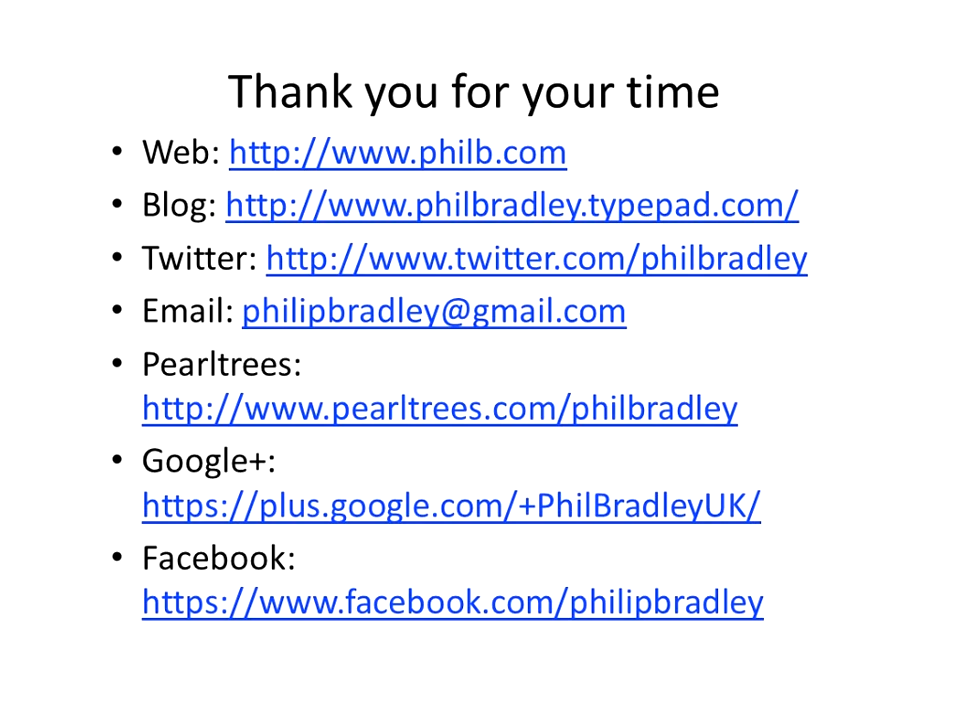 Thank you for your time
• Web: http://www.philb.com
• Blog: http://www.philbradley.typepad.com/
• Twitter: http://www.twitter.com/philbradley
• Email: philipbradley@gmail.com
• Pearltrees:
http://www.pearltrees.com/philbradley
• Google+:
https://plus.google.com/+PhilBradleyUK/
• Facebook:
https://www.facebook.com/philipbradley